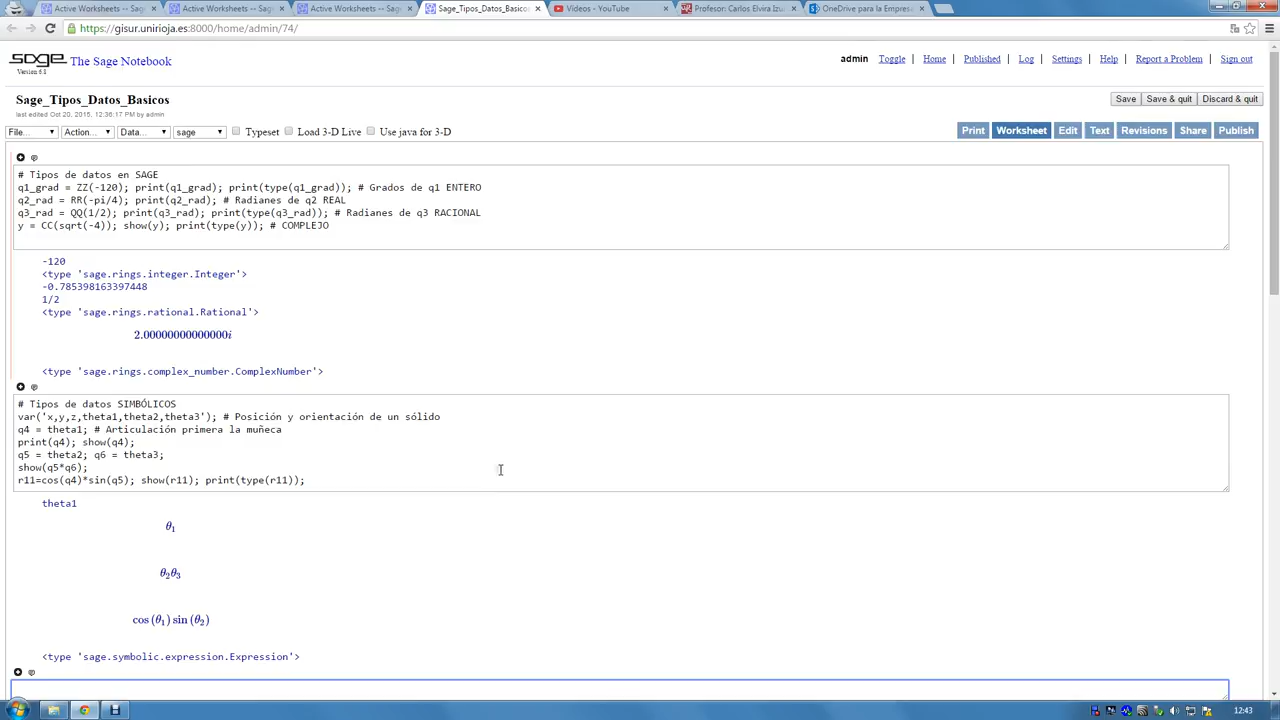 Active Worksheets -- Sag
Active Worksheets -- Sag
Active Worksheets -- Sag
Sage_Tipos_Datos_Basicos
Vídeos - YouTube
Profesor: Carlos Elvira Izu
OneDrive para la Empres
https://gisur.unirioja.es:8000/home/admin/74/
sage The Sage Notebook
Version 6.1
admin Toggle | Home | Published | Log | Settings | Help | Report a Problem | Sign out
Sage_Tipos_Datos_Basicos
last edited Oct 20, 2015, 12:36:17 PM by admin
Save Save & quit Discard & quit
File... Action... Data... sage Typeset Load 3-D Live Use java for 3-D
Print Worksheet Edit Text Revisions Share Publish
# Tipos de datos en SAGE
q1_grad = ZZ(-120); print(q1_grad); print(type(q1_grad)); # Grados de q1 ENTERO
q2_rad = RR(-pi/4); print(q2_rad); # Radianes de q2 REAL
q3_rad = QQ(1/2); print(q3_rad); print(type(q3_rad)); # Radianes de q3 RACIONAL
y = CC(sqrt(-4)); show(y); print(type(y)); # COMPLEJO
-120
<type 'sage.rings.integer.Integer'>
-0.785398163397448
1/2
<type 'sage.rings.rational.Rational'>
2.00000000000000i
<type 'sage.rings.complex_number.ComplexNumber'>
# Tipos de datos SIMBÓLICOS
var('x,y,z,theta1,theta2,theta3'); # Posición y orientación de un sólido
q4 = theta1; # Articulación primera la muñeca
print(q4); show(q4);
q5 = theta2; q6 = theta3;
show(q5*q6);
r11=cos(q4)*sin(q5); show(r11); print(type(r11));
theta1
θ₁
θ₂θ₃
cos (θ₁) sin (θ₂)
<type 'sage.symbolic.expression.Expression'>
12:43